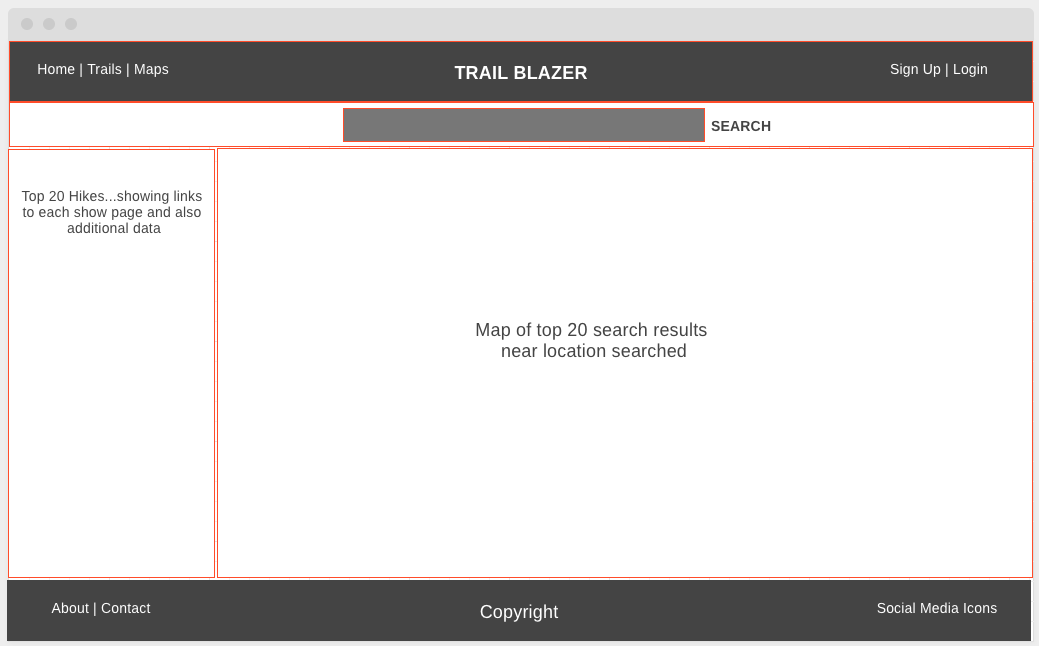 Home | Trails | Maps
TRAIL BLAZER
Sign Up | Login
SEARCH
Top 20 Hikes...showing links
to each show page and also
additional data
Map of top 20 search results
near location searched
About | Contact
Copyright
Social Media Icons